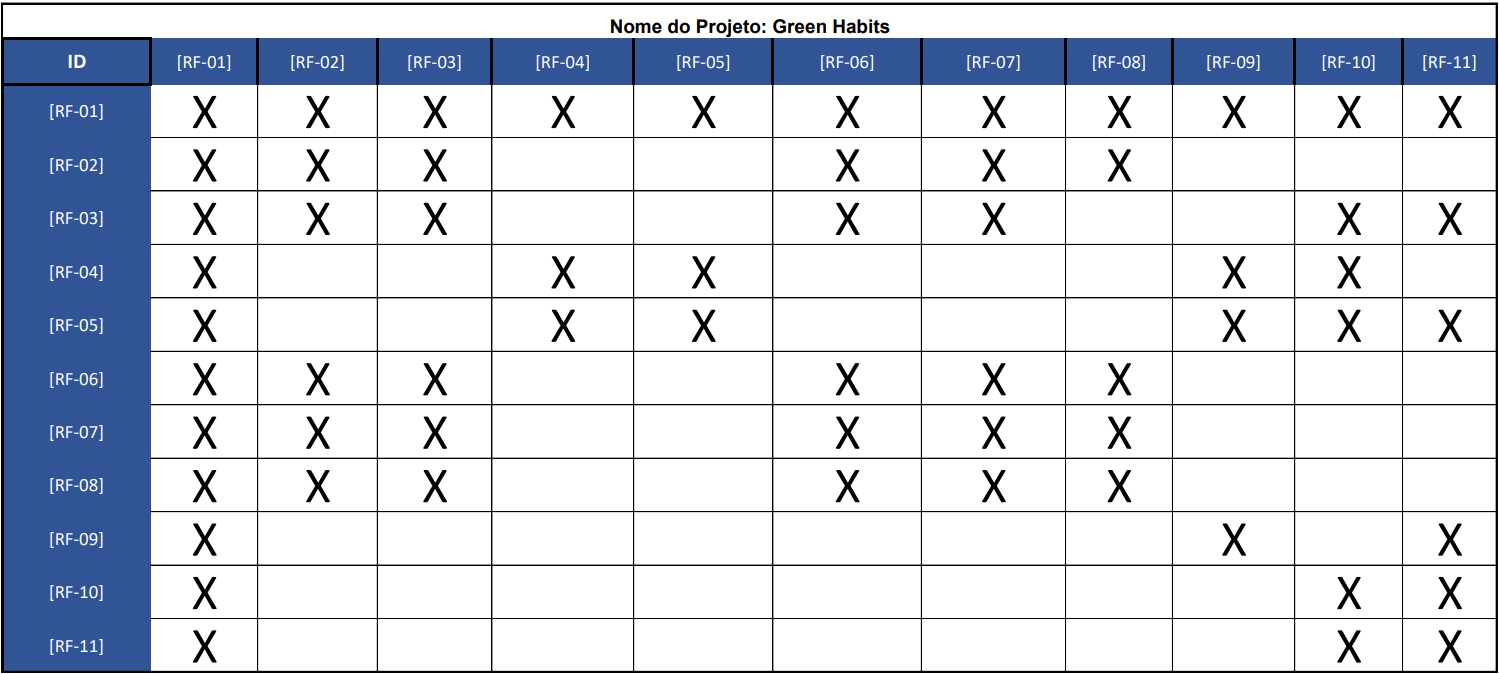 Nome do Projeto: Green Habits
ID [RF-01] [RF-02] [RF-03] [RF-04] [RF-05] [RF-06] [RF-07] [RF-08] [RF-09] [RF-10] [RF-11]
[RF-01] X X X X X X X X X X X
[RF-02] X X X X X X
[RF-03] X X X X X X X
[RF-04] X X X X X
[RF-05] X X X X X X
[RF-06] X X X X X X
[RF-07] X X X X X X
[RF-08] X X X X X X
[RF-09] X X X
[RF-10] X X X
[RF-11] X X X